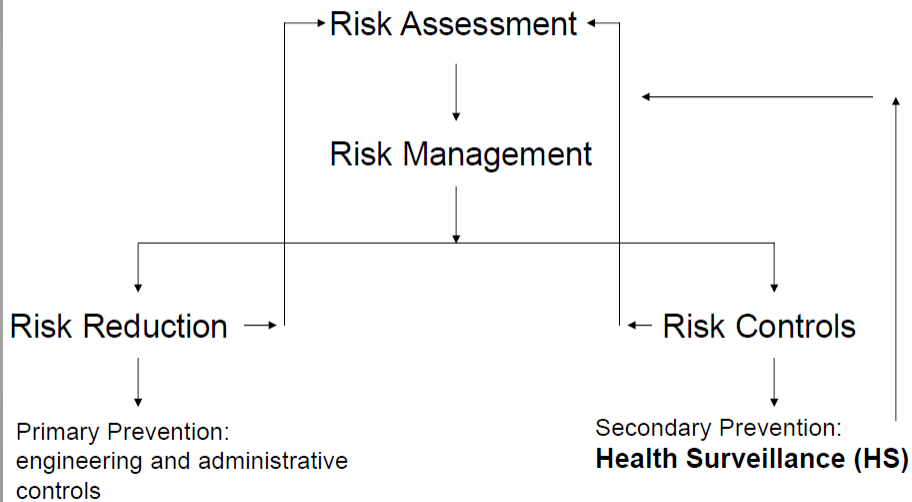 Risk Assessment
Risk Management
Risk Reduction
Risk Controls
Primary Prevention:
engineering and administrative
controls
Secondary Prevention:
Health Surveillance (HS)